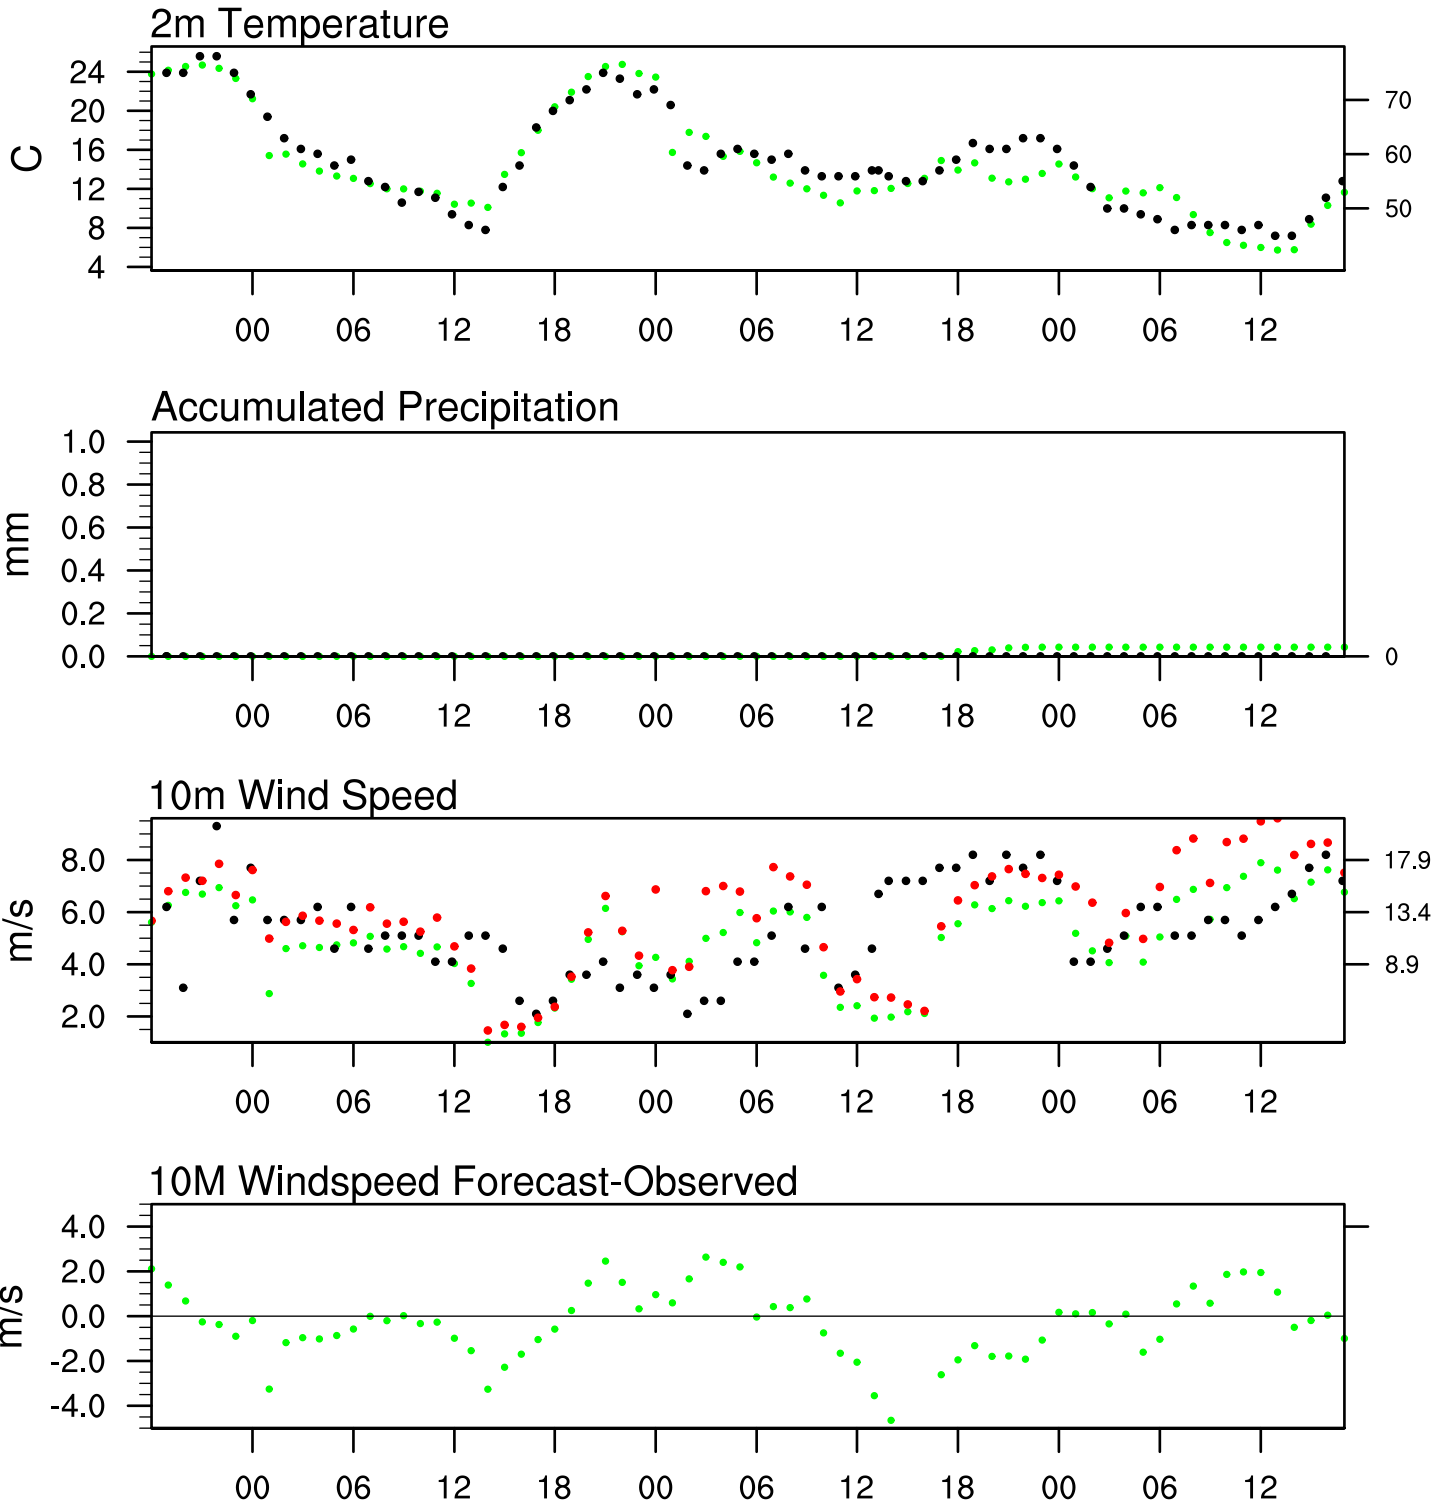 2m Temperature
24
20
16
12
8
4
C
70
60
50
00 06 12 18 00 06 12 18 00 06 12
Accumulated Precipitation
1.0
0.8
0.6
0.4
0.2
0.0
mm
0
00 06 12 18 00 06 12 18 00 06 12
10m Wind Speed
8.0
6.0
4.0
2.0
m/s
17.9
13.4
8.9
00 06 12 18 00 06 12 18 00 06 12
10M Windspeed Forecast-Observed
4.0
2.0
0.0
-2.0
-4.0
m/s
00 06 12 18 00 06 12 18 00 06 12